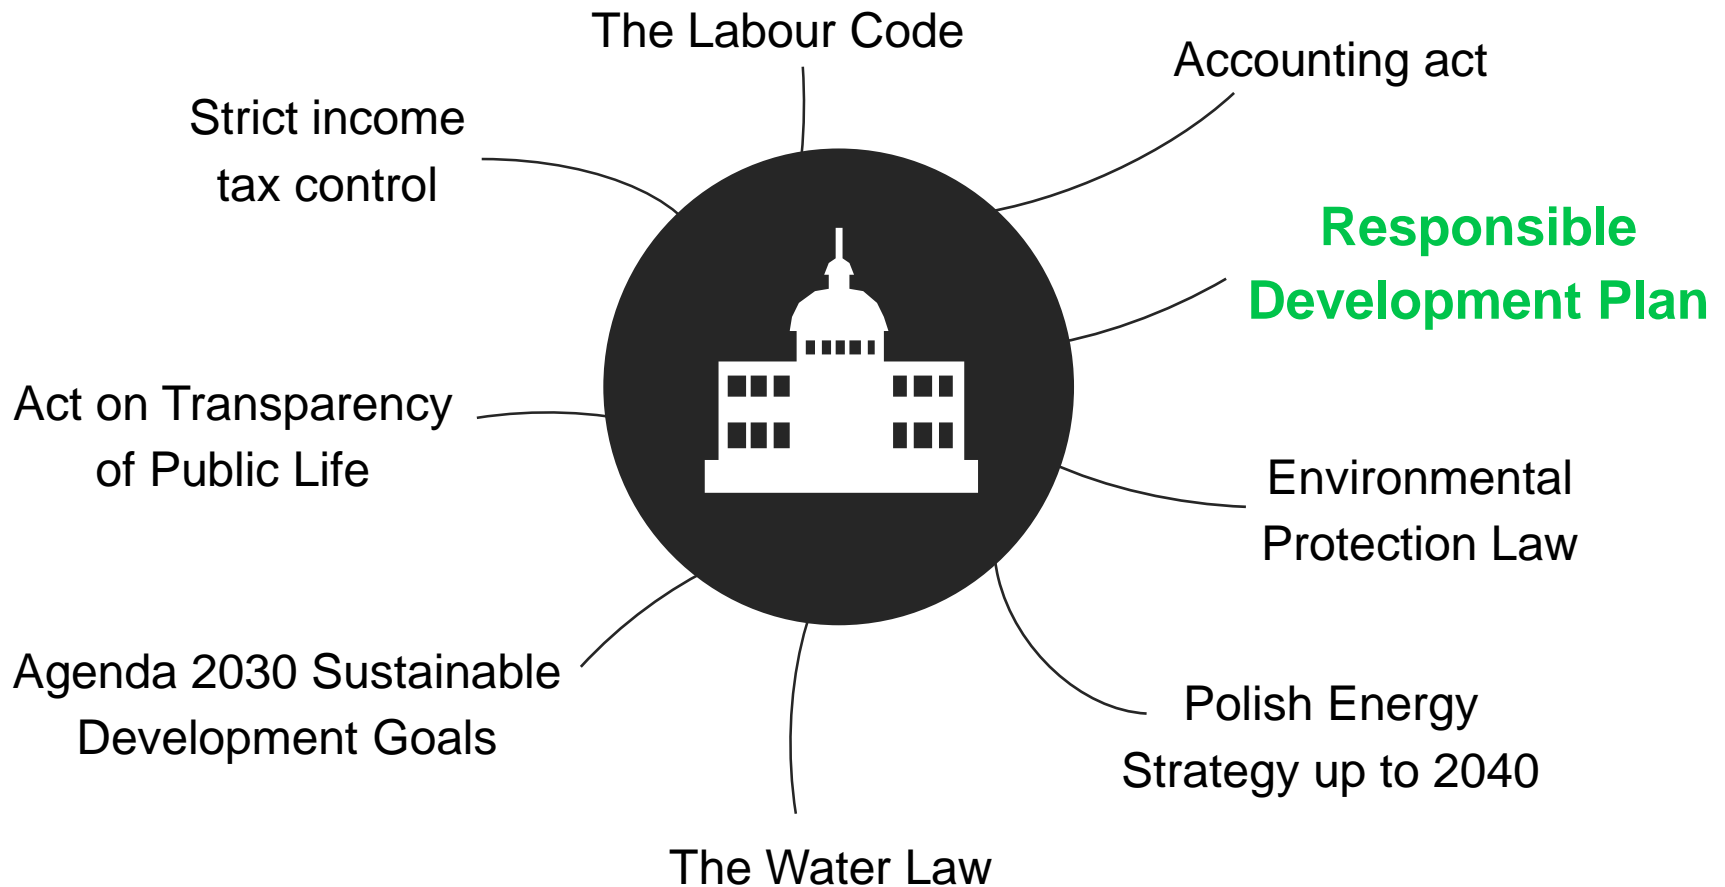 The Labour Code
Accounting act
Strict income
tax control
Responsible
Development Plan
Act on Transparency
of Public Life
Environmental
Protection Law
Agenda 2030 Sustainable
Development Goals
Polish Energy
Strategy up to 2040
The Water Law